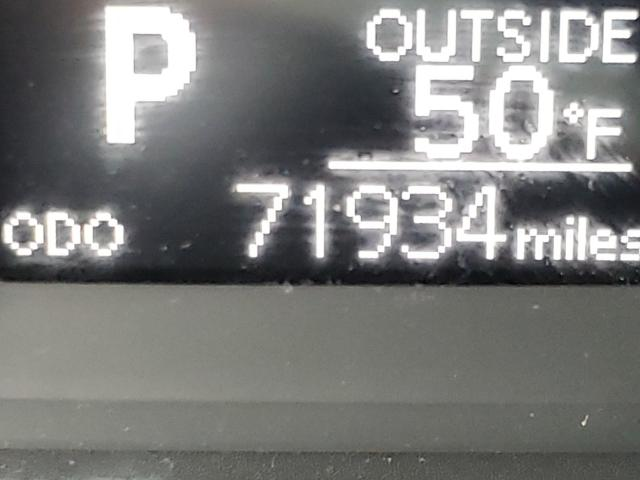 P
OUTSIDE
50°F
ODO 71934 miles